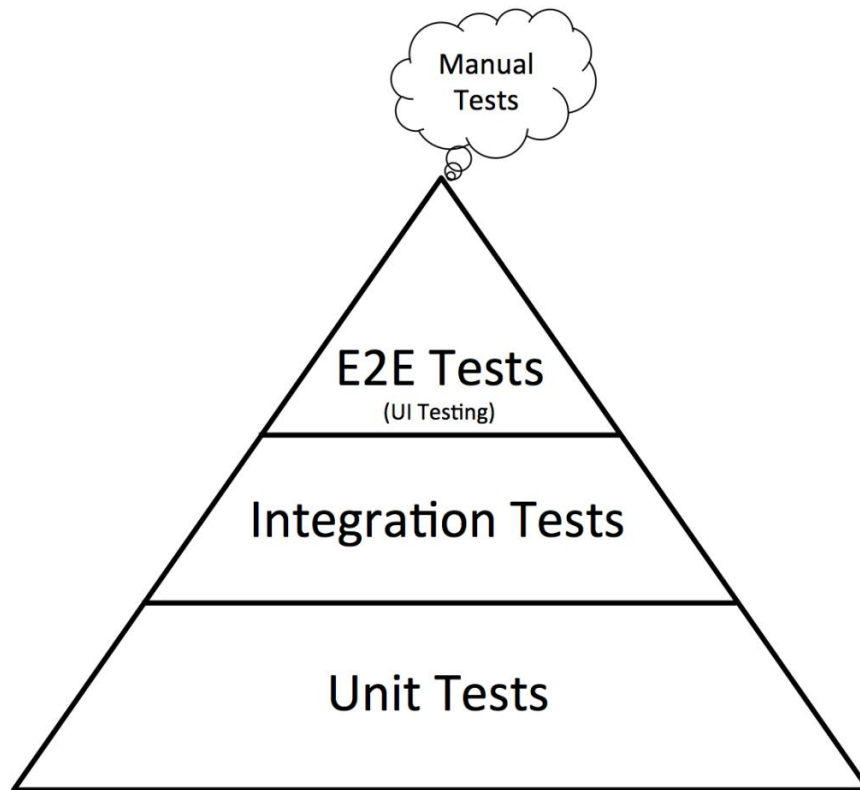 Manual
Tests
E2E Tests
(UI Testing)
Integration Tests
Unit Tests